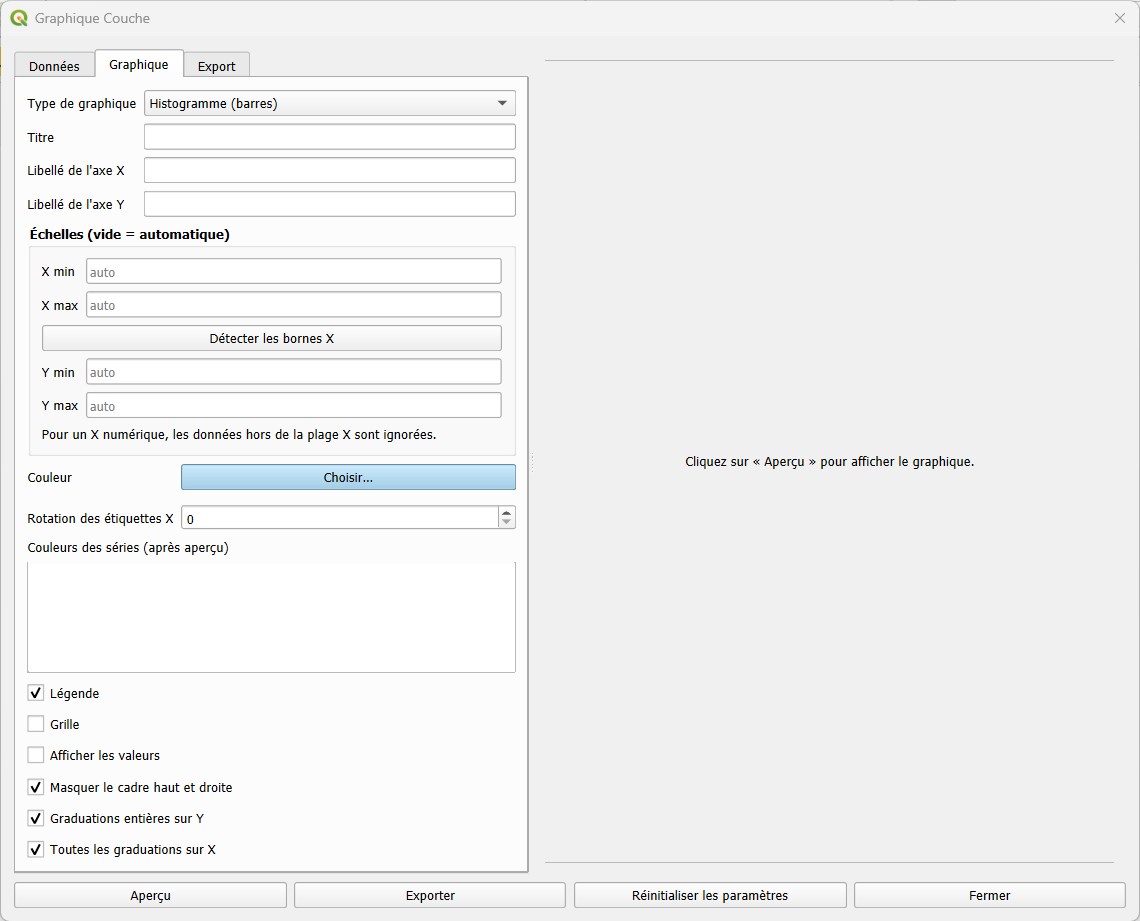 Graphique Couche
Données
Graphique
Export
Type de graphique
Histogramme (barres)
Titre
Libellé de l'axe X
Libellé de l'axe Y
Échelles (vide = automatique)
X min
auto
X max
auto
Détecter les bornes X
Y min
auto
Y max
auto
Pour un X numérique, les données hors de la plage X sont ignorées.
Couleur
Choisir...
Rotation des étiquettes X
0
Couleurs des séries (après aperçu)
Légende
Grille
Afficher les valeurs
Masquer le cadre haut et droite
Graduations entières sur Y
Toutes les graduations sur X
Cliquez sur « Aperçu » pour afficher le graphique.
Aperçu
Exporter
Réinitialiser les paramètres
Fermer